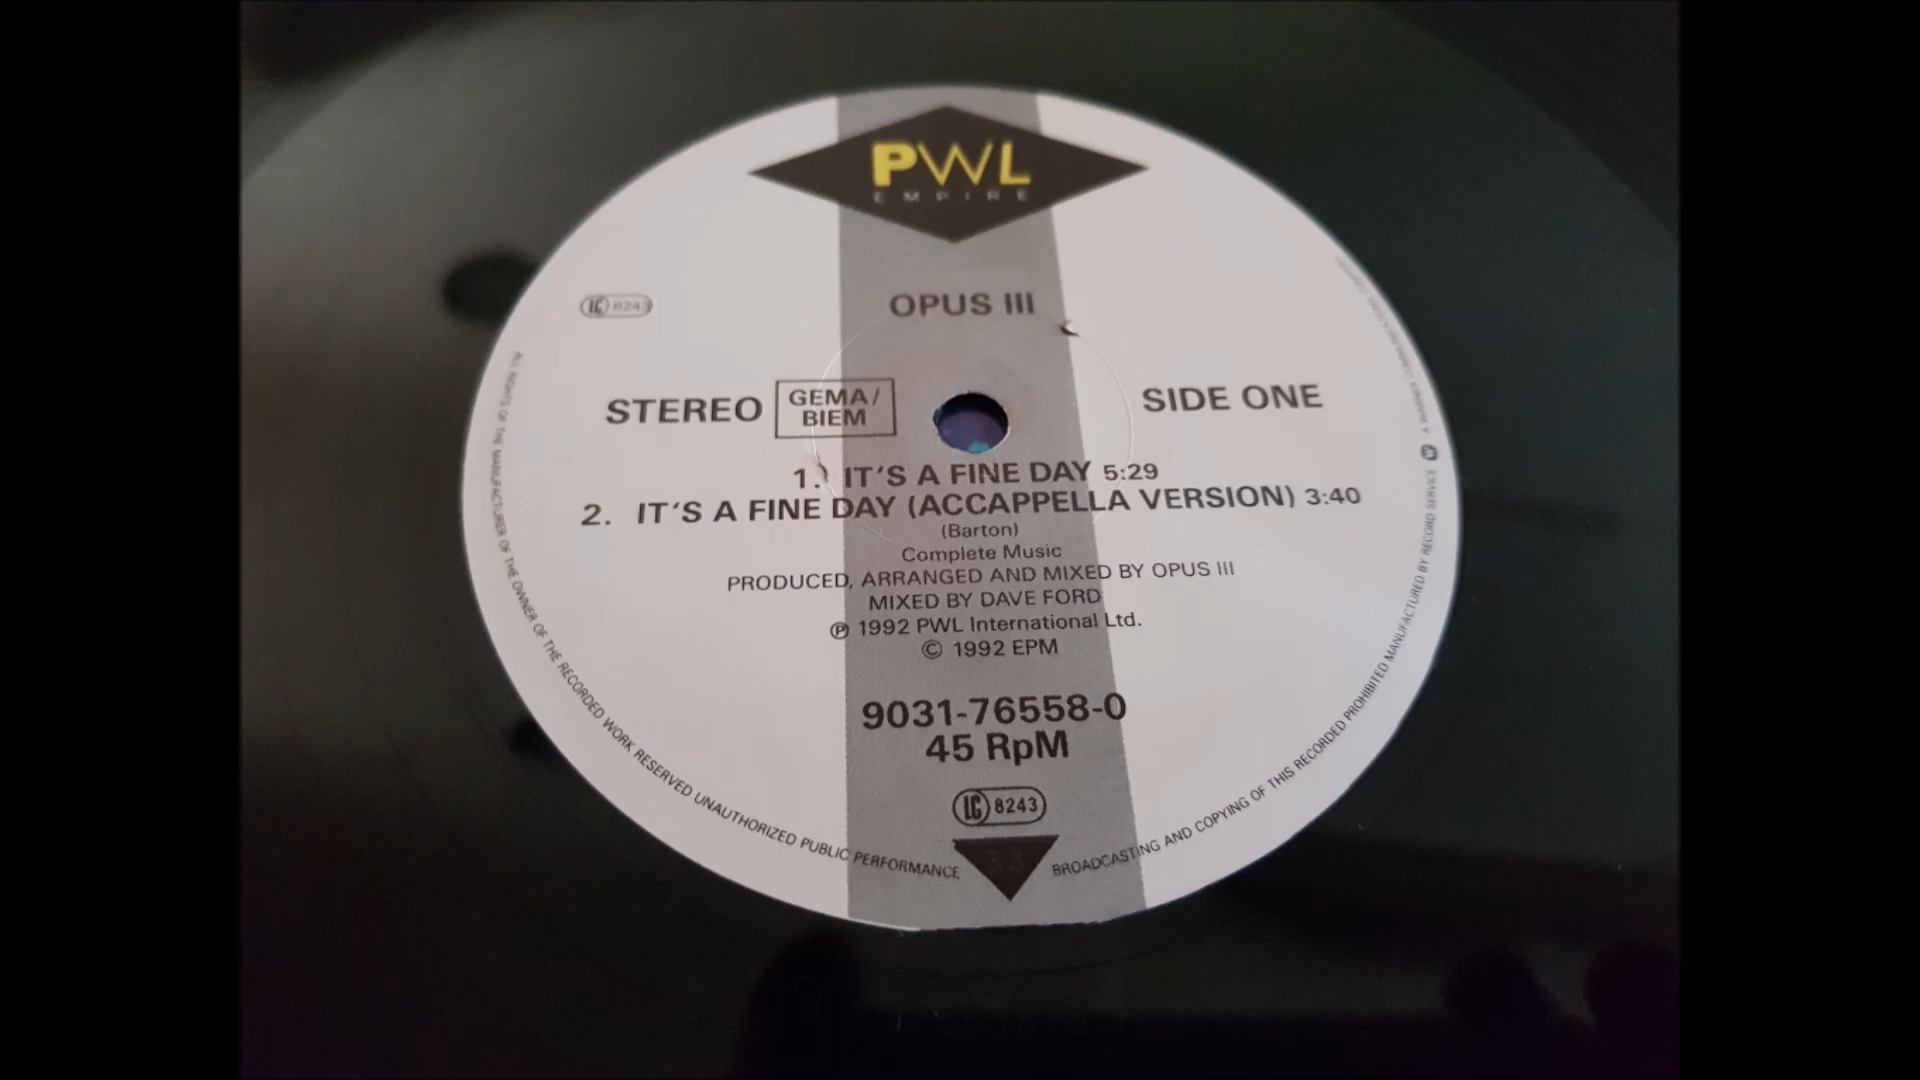 PWL
EMPIRE
OPUS III
LC 8243
STEREO
GEMA/
BIEM
SIDE ONE
1. IT'S A FINE DAY 5:29
2. IT'S A FINE DAY (ACCAPPELLA VERSION) 3:40
(Barton)
Complete Music
PRODUCED, ARRANGED AND MIXED BY OPUS III
MIXED BY DAVE FORD
℗ 1992 PWL International Ltd.
© 1992 EPM
9031-76558-0
45 RpM
LC 8243
ALL RIGHTS OF THE MANUFACTURER OF THE OWNER OF THE RECORDED WORK RESERVED UNAUTHORIZED PUBLIC PERFORMANCE
BROADCASTING AND COPYING OF THIS RECORDED PROHIBITED MANUFACTURED BY RECORD SERVICE
A WARNER